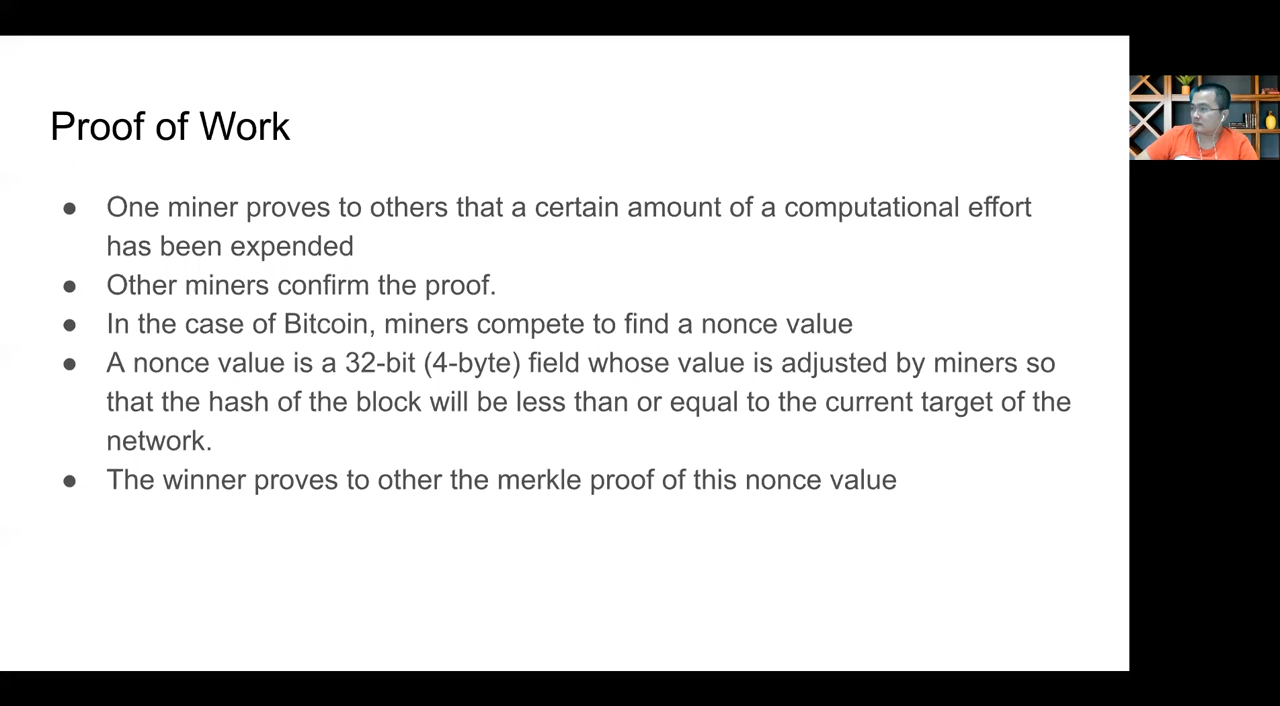 Proof of Work
● One miner proves to others that a certain amount of a computational effort
has been expended
● Other miners confirm the proof.
● In the case of Bitcoin, miners compete to find a nonce value
● A nonce value is a 32-bit (4-byte) field whose value is adjusted by miners so
that the hash of the block will be less than or equal to the current target of the
network.
● The winner proves to other the merkle proof of this nonce value